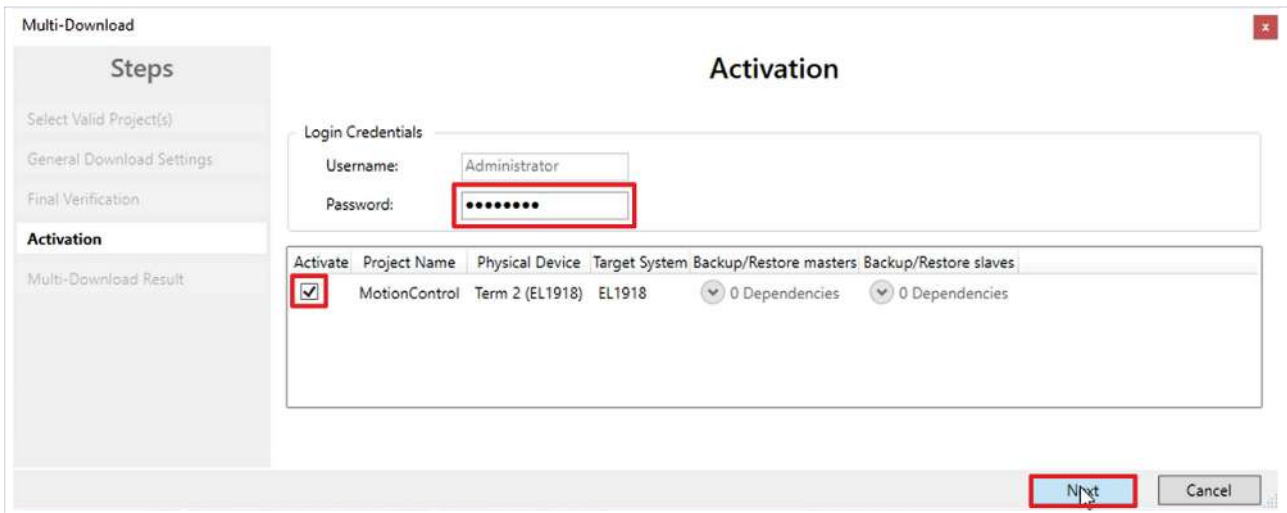 Multi-Download
x
Steps
Select Valid Project(s)
General Download Settings
Final Verification
Activation
Multi-Download Result
Activation
Login Credentials
Username: Administrator
Password: ••••••••
Activate Project Name Physical Device Target System Backup/Restore masters Backup/Restore slaves
MotionControl Term 2 (EL1918) EL1918 0 Dependencies 0 Dependencies
Next Cancel